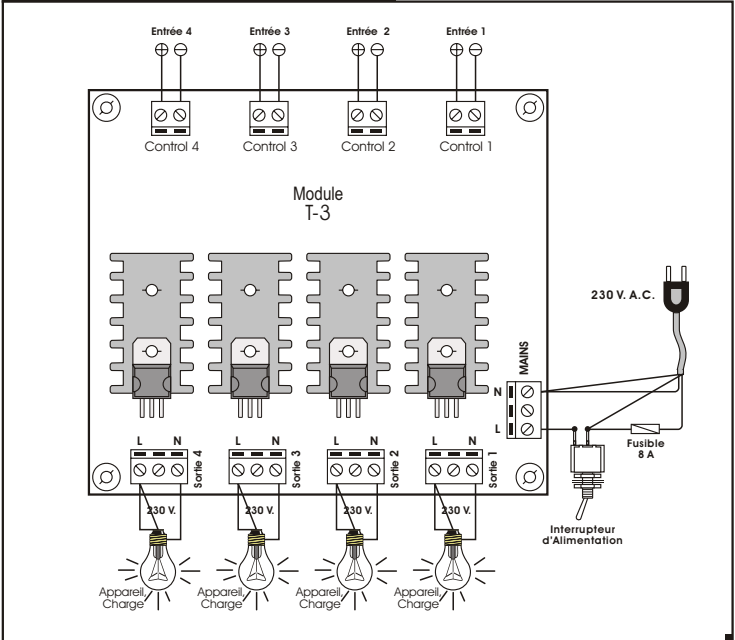 Entrée 4
Entrée 3
Entrée 2
Entrée 1
Control 4
Control 3
Control 2
Control 1
Module
T-3
230 V. A.C.
MAINS
N
L
Fusible
8 A
Interrupteur
d'Alimentation
L N
Sortie 4
L N
Sortie 3
L N
Sortie 2
L N
Sortie 1
230 V.
230 V.
230 V.
230 V.
Appareil,
Charge
Appareil,
Charge
Appareil,
Charge
Appareil,
Charge